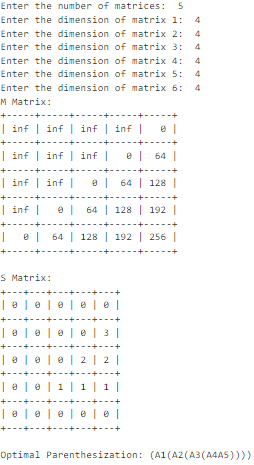 Enter the number of matrices:  5
Enter the dimension of matrix 1:  4
Enter the dimension of matrix 2:  4
Enter the dimension of matrix 3:  4
Enter the dimension of matrix 4:  4
Enter the dimension of matrix 5:  4
Enter the dimension of matrix 6:  4
M Matrix:
+-----+-----+-----+-----+-----+
| inf | inf | inf | inf |   0 |
+-----+-----+-----+-----+-----+
| inf | inf | inf |   0 |  64 |
+-----+-----+-----+-----+-----+
| inf | inf |   0 |  64 | 128 |
+-----+-----+-----+-----+-----+
| inf |   0 |  64 | 128 | 192 |
+-----+-----+-----+-----+-----+
|   0 |  64 | 128 | 192 | 256 |
+-----+-----+-----+-----+-----+
S Matrix:
+---+---+---+---+---+
| 0 | 0 | 0 | 0 | 0 |
+---+---+---+---+---+
| 0 | 0 | 0 | 0 | 3 |
+---+---+---+---+---+
| 0 | 0 | 0 | 2 | 2 |
+---+---+---+---+---+
| 0 | 0 | 1 | 1 | 1 |
+---+---+---+---+---+
| 0 | 0 | 0 | 0 | 0 |
+---+---+---+---+---+
Optimal Parenthesization: (A1(A2(A3(A4A5))))